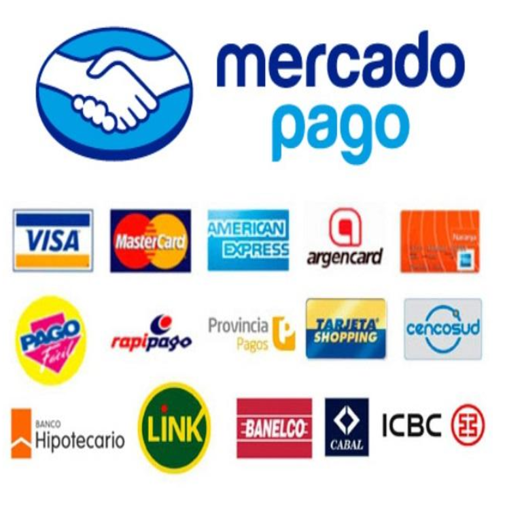 mercado
pago
VISA
MasterCard
AMERICAN
EXPRESS
argencard
Naranja
PAGO
Fácil
rapipago
Provincia
Pagos
TARJETA
SHOPPING
cencosud
BANCO
Hipotecario
LINK
BANELCO
CABAL
ICBC